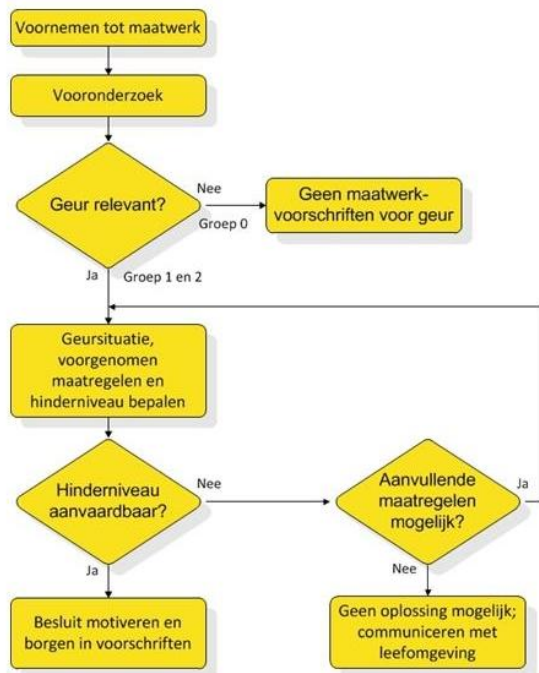 Voornemen tot maatwerk
Vooronderzoek
Geur relevant?
Nee
Groep 0
Geen maatwerk-
voorschriften voor geur
Ja
Groep 1 en 2
Geursituatie,
voorgenomen
maatregelen en
hinderniveau bepalen
Hinderniveau
aanvaardbaar?
Nee
Aanvullende
maatregelen
mogelijk?
Ja
Ja
Nee
Besluit motiveren en
borgen in voorschriften
Geen oplossing mogelijk;
communiceren met
leefomgeving